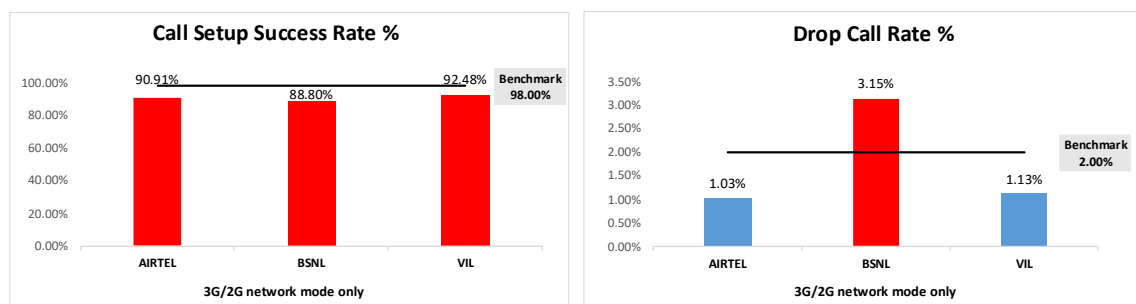 Call Setup Success Rate %
100.00%
80.00%
60.00%
40.00%
20.00%
0.00%
90.91%
88.80%
92.48%
Benchmark
98.00%
AIRTEL
BSNL
VIL
3G/2G network mode only
Drop Call Rate %
3.50%
3.00%
2.50%
2.00%
1.50%
1.00%
0.50%
0.00%
1.03%
3.15%
1.13%
Benchmark
2.00%
AIRTEL
BSNL
VIL
3G/2G network mode only